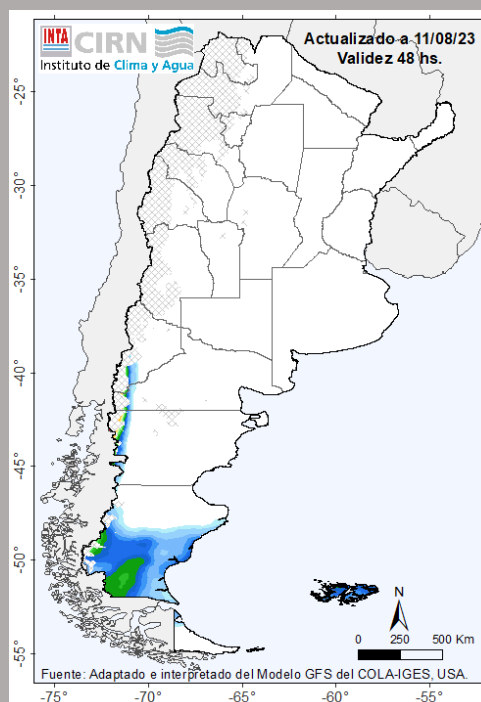 INTA CIRN
Instituto de Clima y Agua
Actualizado a 11/08/23
Validez 48 hs.
-25°
-30°
-35°
-40°
-45°
-50°
-55°
N
0 250 500 Km
Fuente: Adaptado e interpretado del Modelo GFS del COLA-IGES, USA.
-75° -70° -65° -60° -55°